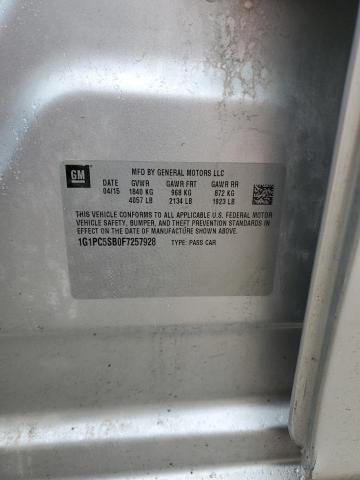 GM
MFD BY GENERAL MOTORS LLC
DATE GVWR GAWR FRT GAWR RR
04/15 1840 KG 968 KG 872 KG
4057 LB 2134 LB 1923 LB
THIS VEHICLE CONFORMS TO ALL APPLICABLE U.S. FEDERAL MOTOR
VEHICLE SAFETY, BUMPER, AND THEFT PREVENTION STANDARDS IN
EFFECT ON THE DATE OF MANUFACTURE SHOWN ABOVE.
1G1PC5SB0F7257928 TYPE: PASS CAR